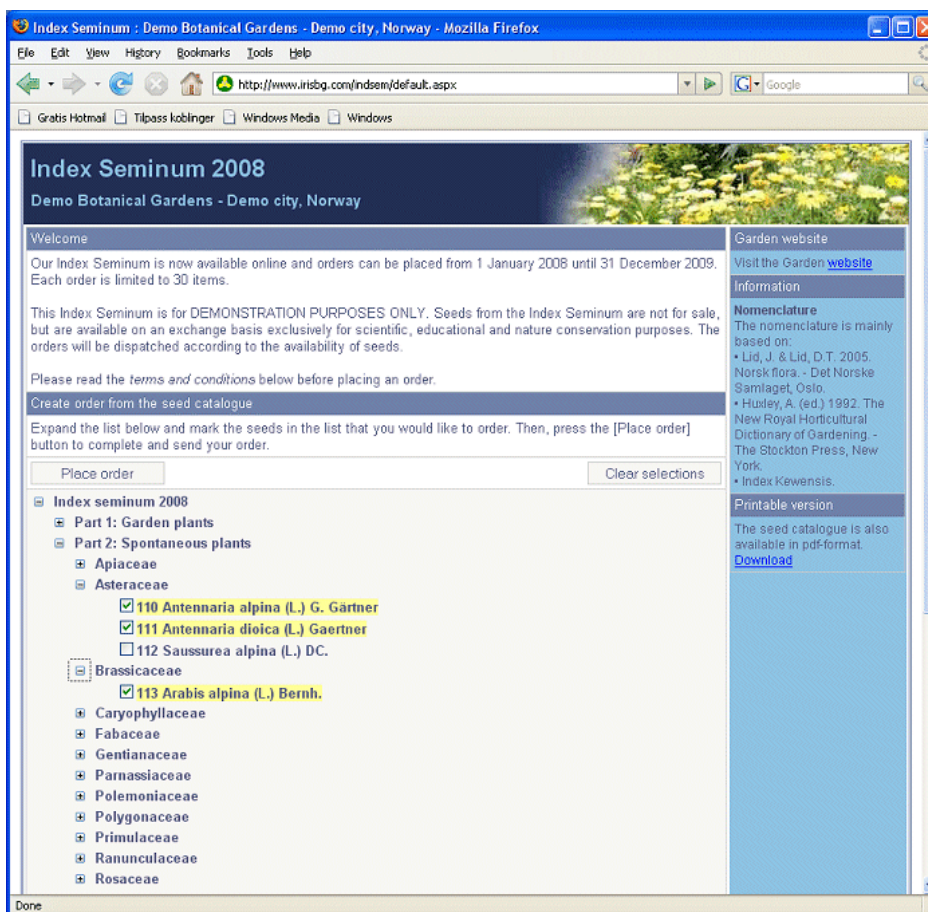 Index Seminum : Demo Botanical Gardens - Demo city, Norway - Mozilla Firefox
File Edit View History Bookmarks Tools Help
http://www.irisbg.com/indsem/default.aspx
G Google
Gratis Hotmail Tilpass koblinger Windows Media Windows
Index Seminum 2008
Demo Botanical Gardens - Demo city, Norway
Welcome
Our Index Seminum is now available online and orders can be placed from 1 January 2008 until 31 December 2009.
Each order is limited to 30 items.
This Index Seminum is for DEMONSTRATION PURPOSES ONLY. Seeds from the Index Seminum are not for sale,
but are available on an exchange basis exclusively for scientific, educational and nature conservation purposes. The
orders will be dispatched according to the availability of seeds.
Please read the terms and conditions below before placing an order.
Create order from the seed catalogue
Expand the list below and mark the seeds in the list that you would like to order. Then, press the [Place order]
button to complete and send your order.
Place order
Clear selections
Index seminum 2008
Part 1: Garden plants
Part 2: Spontaneous plants
Apiaceae
Asteraceae
110 Antennaria alpina (L.) G. Gärtner
111 Antennaria dioica (L.) Gaertner
112 Saussurea alpina (L.) DC.
Brassicaceae
113 Arabis alpina (L.) Bernh.
Caryophyllaceae
Fabaceae
Gentianaceae
Parnassiaceae
Polemoniaceae
Polygonaceae
Primulaceae
Ranunculaceae
Rosaceae
Garden website
Visit the Garden website
Information
Nomenclature
The nomenclature is mainly
based on:
• Lid, J. & Lid, D.T. 2005.
Norsk flora. - Det Norske
Samlaget, Oslo.
• Huxley, A. (ed.) 1992. The
New Royal Horticultural
Dictionary of Gardening. -
The Stockton Press, New
York.
• Index Kewensis.
Printable version
The seed catalogue is also
available in pdf-format.
Download
Done